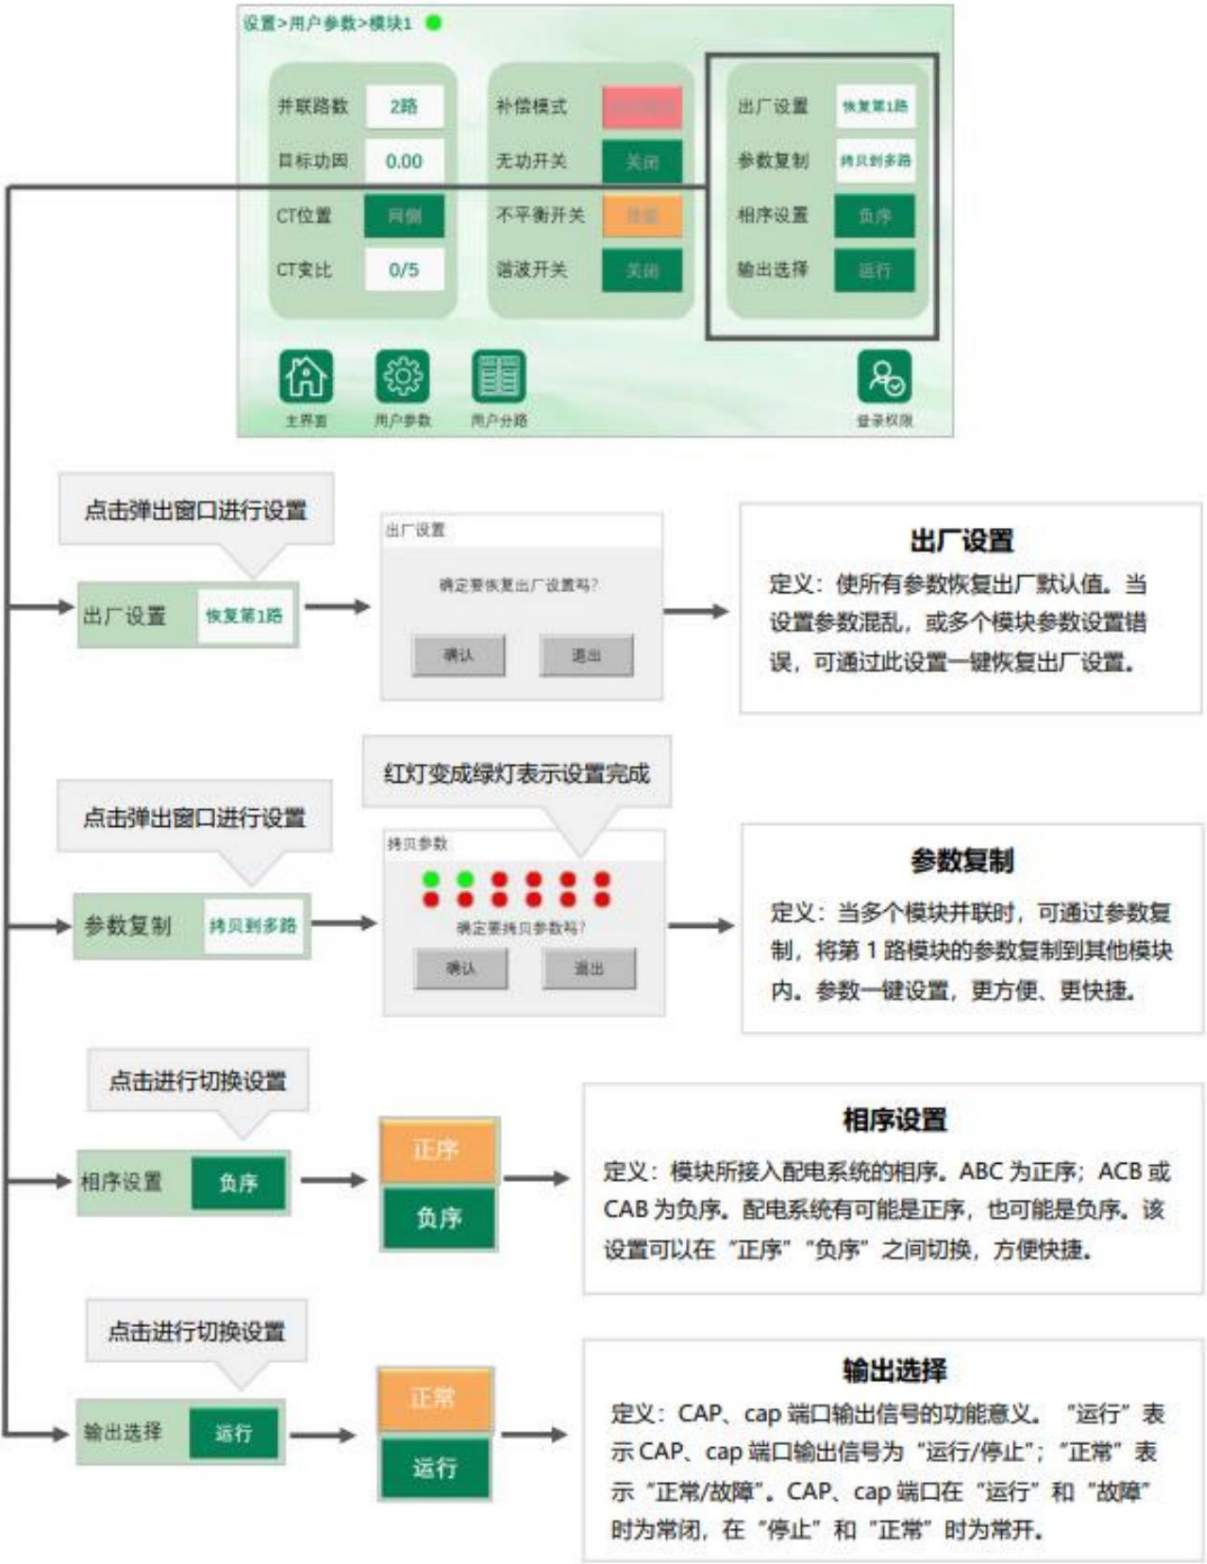 设置>用户参数>模块1
并联路数 2路 补偿模式 出厂设置 恢复第1路
目标功因 0.00 无功开关 关闭 参数复制 拷贝到多路
CT位置 网侧 不平衡开关 相序设置 负序
CT变比 0/5 谐波开关 关闭 输出选择 运行
主界面 用户参数 用户分路 登录权限
点击弹出窗口进行设置
出厂设置 恢复第1路
出厂设置
确定要恢复出厂设置吗?
确认 退出
出厂设置
定义：使所有参数恢复出厂默认值。当
设置参数混乱，或多个模块参数设置错
误，可通过此设置一键恢复出厂设置。
点击弹出窗口进行设置
参数复制 拷贝到多路
红灯变成绿灯表示设置完成
拷贝参数
确定要拷贝参数吗?
确认 退出
参数复制
定义：当多个模块并联时，可通过参数复
制，将第 1 路模块的参数复制到其他模块
内。参数一键设置，更方便、更快捷。
点击进行切换设置
相序设置 负序
正序
负序
相序设置
定义：模块所接入配电系统的相序。ABC 为正序；ACB 或
CAB 为负序。配电系统有可能是正序，也可能是负序。该
设置可以在“正序”“负序”之间切换，方便快捷。
点击进行切换设置
输出选择 运行
正常
运行
输出选择
定义：CAP、cap 端口输出信号的功能意义。“运行”表
示 CAP、cap 端口输出信号为“运行/停止”；“正常”表
示“正常/故障”。CAP、cap 端口在“运行”和“故障”
时为常闭，在“停止”和“正常”时为常开。